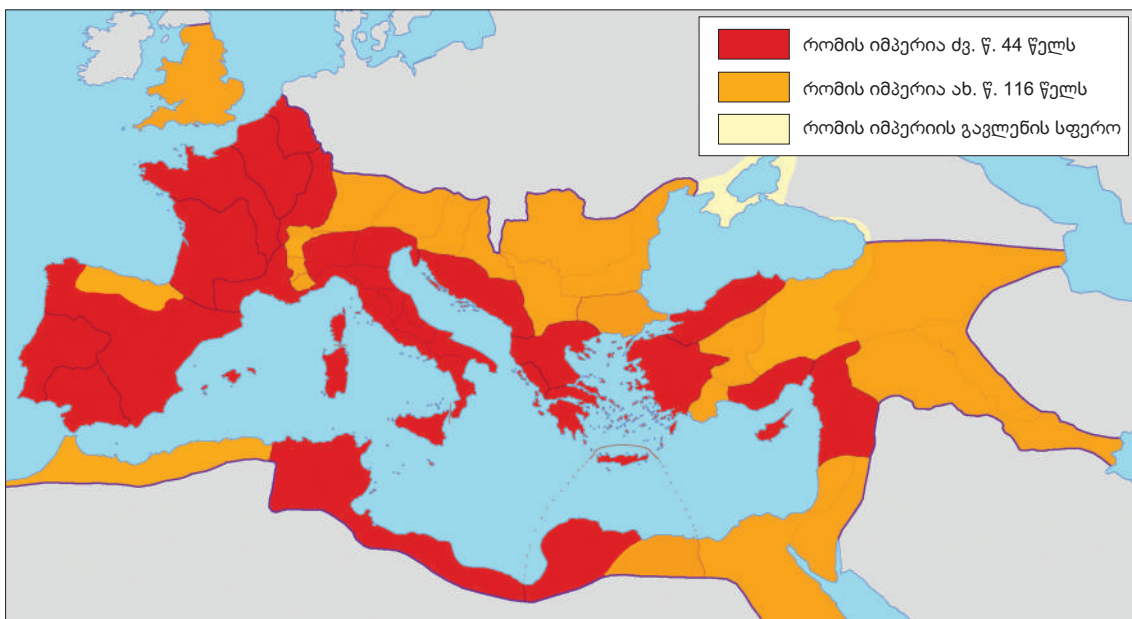 რომის იმპერია ძვ. წ. 44 წელს
რომის იმპერია ახ. წ. 116 წელს
რომის იმპერიის გავლენის სფერო